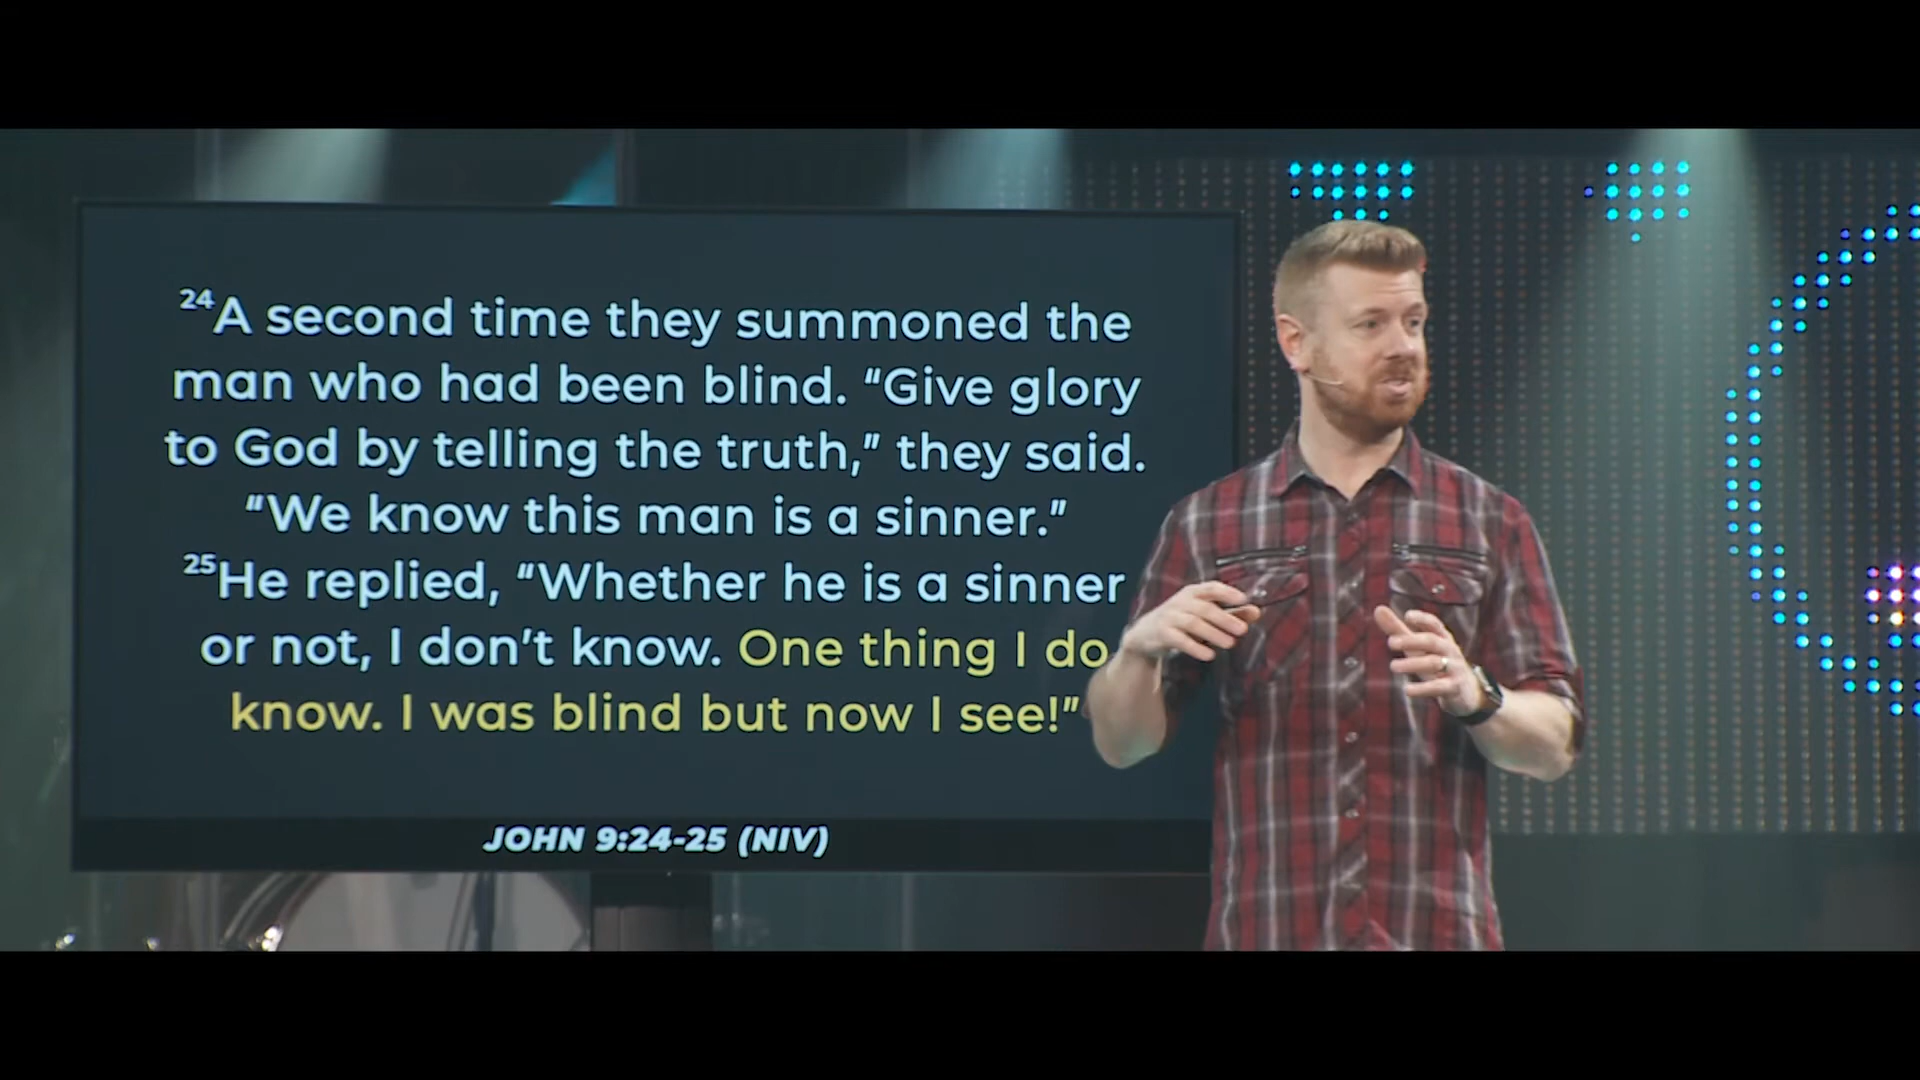 24A second time they summoned the
man who had been blind. “Give glory
to God by telling the truth,” they said.
“We know this man is a sinner.”
25He replied, “Whether he is a sinner
or not, I don’t know. One thing I do
know. I was blind but now I see!”
JOHN 9:24-25 (NIV)